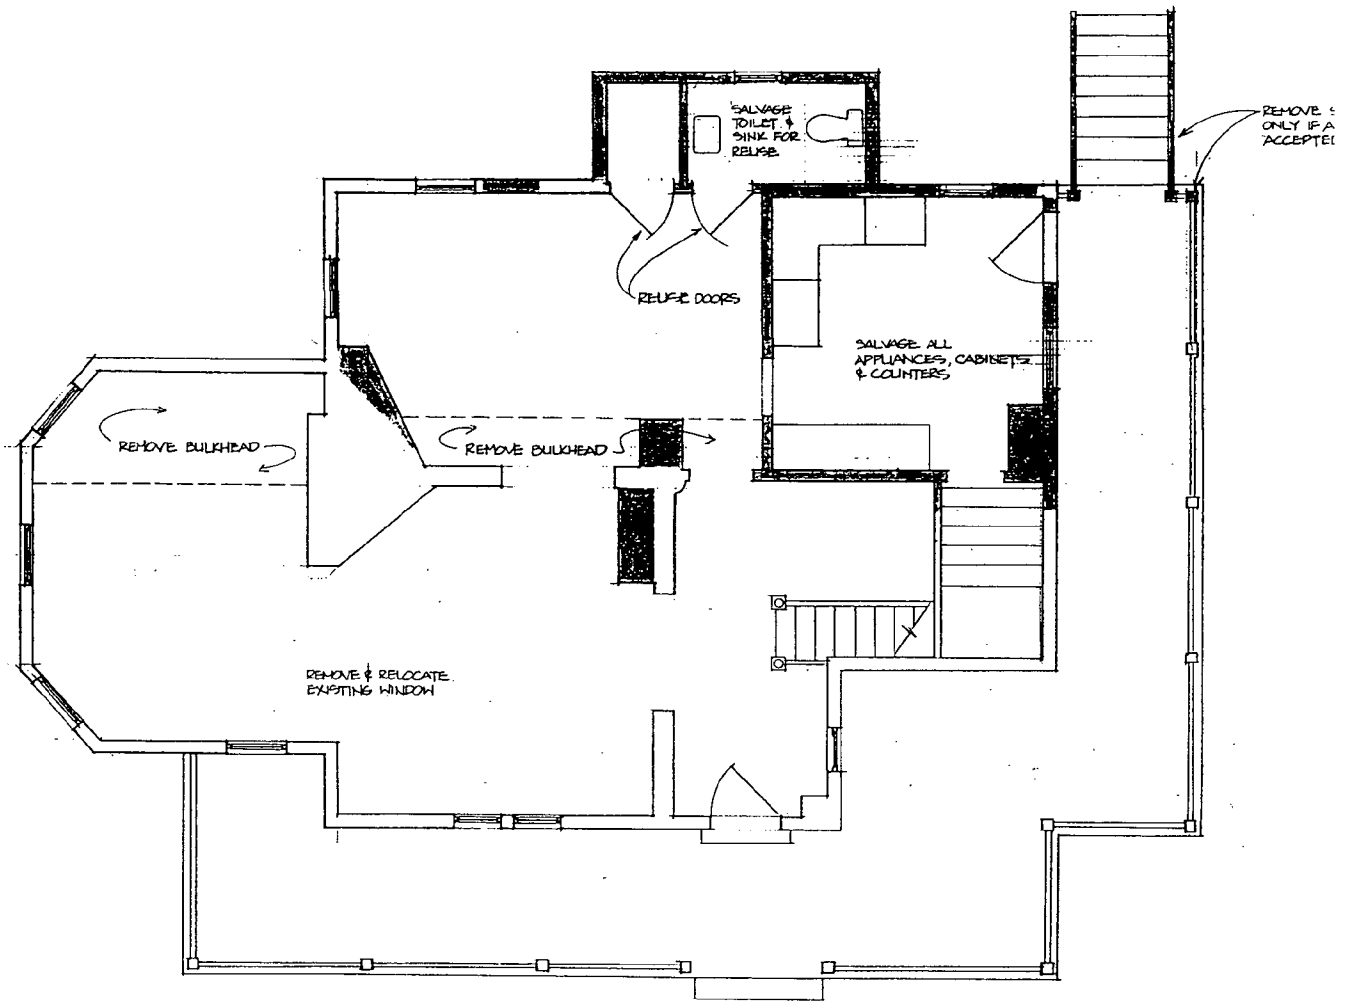 SALVAGE
TOILET &
SINK FOR
REUSE
REMOVE
ONLY IF A
ACCEPTED
REUSE DOORS
SALVAGE ALL
APPLIANCES, CABINETS
& COUNTERS
REMOVE BULKHEAD
REMOVE BULKHEAD
REMOVE & RELOCATE
EXISTING WINDOW